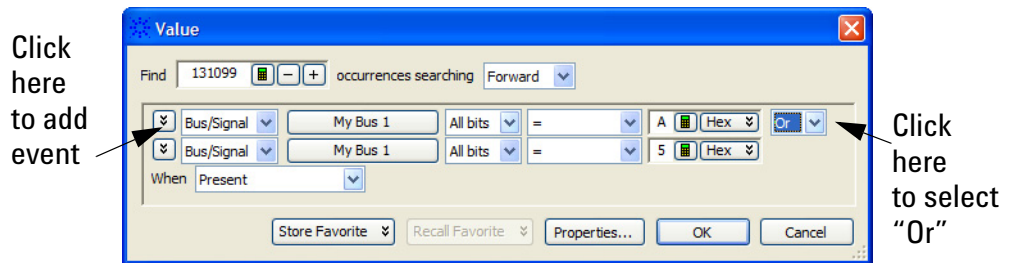 Click
here
to add
event
Value
Find 131099 occurrences searching Forward
Bus/Signal My Bus 1 All bits = A Hex Or
Bus/Signal My Bus 1 All bits = 5 Hex
When Present
Store Favorite Recall Favorite Properties... OK Cancel
Click
here
to select
“Or”